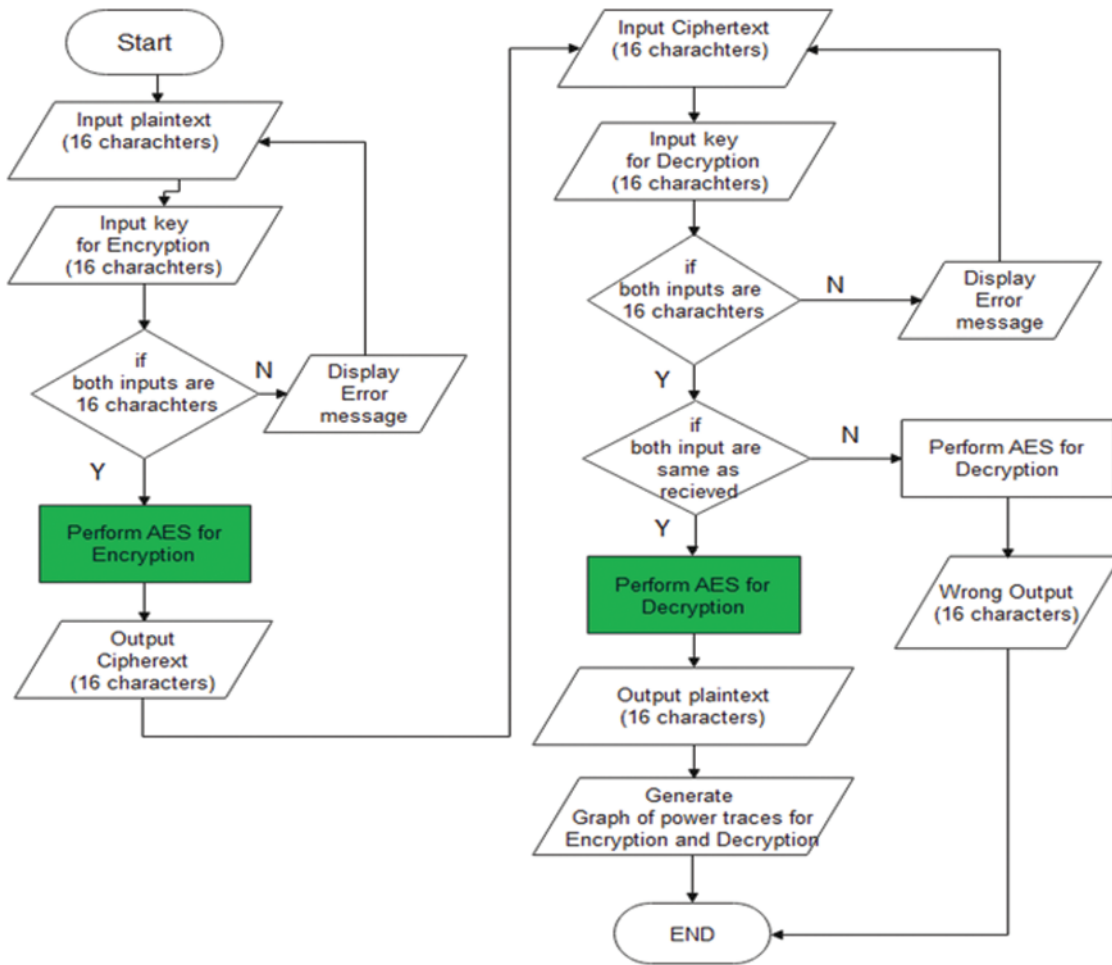 Start
Input plaintext
(16 charachters)
Input key
for Encryption
(16 charachters)
if
both inputs are
16 charachters
N
Display
Error
message
Y
Perform AES for
Encryption
Output
Cipherext
(16 characters)
Input Ciphertext
(16 charachters)
Input key
for Decryption
(16 charachters)
if
both inputs are
16 charachters
N
Display
Error
message
Y
if
both input are
same as
recieved
N
Perform AES for
Decryption
Wrong Output
(16 characters)
Y
Perform AES for
Decryption
Output plaintext
(16 characters)
Generate
Graph of power traces for
Encryption and Decryption
END